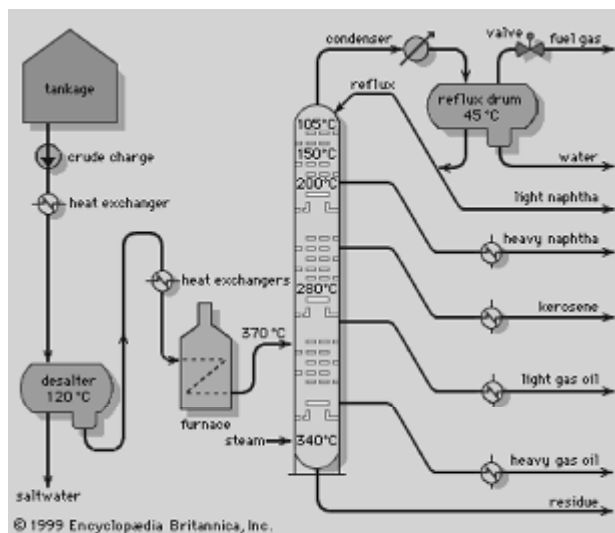 condenser
valve
fuel gas
tankage
reflux
reflux drum
45 °C
105°C
crude charge
150°C
water
200°C
light naphtha
heat exchanger
heavy naphtha
heat exchangers
280°C
kerosene
370 °C
desalter
120 °C
light gas oil
furnace
steam
340°C
heavy gas oil
saltwater
residue
© 1999 Encyclopædia Britannica, Inc.